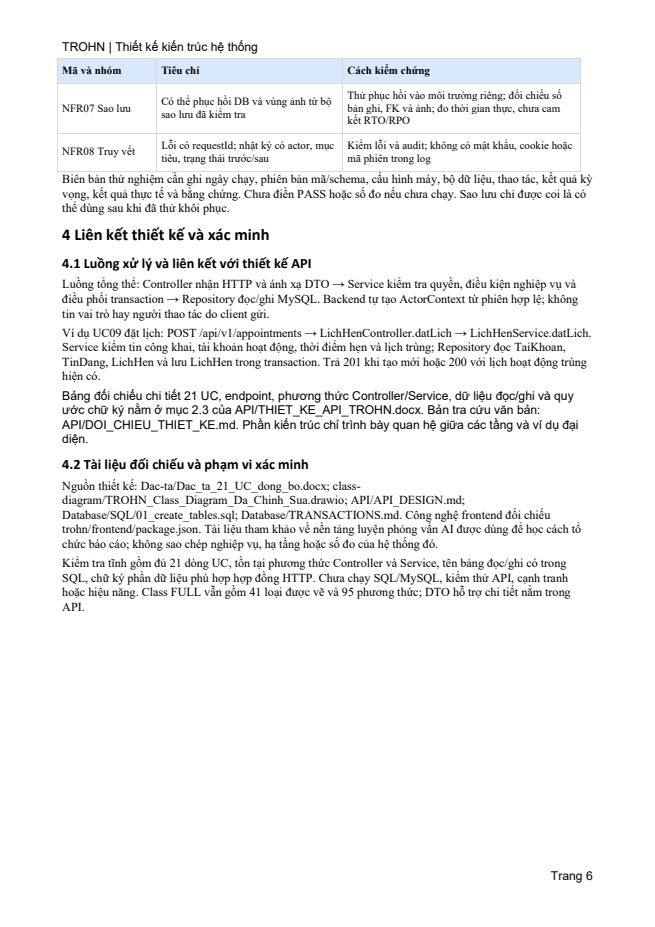 TROHN | Thiết kế kiến trúc hệ thống
Mã và nhóm Tiêu chí Cách kiểm chứng
NFR07 Sao lưu Có thể phục hồi DB và vùng ảnh từ bộ sao lưu đã kiểm tra Thử phục hồi vào môi trường riêng; đối chiếu số bản ghi, FK và ảnh; đo thời gian thực, chưa cam kết RTO/RPO
NFR08 Truy vết Lỗi có requestId; nhật ký có actor, mục tiêu, trạng thái trước/sau Kiểm lỗi và audit; không có mật khẩu, cookie hoặc mã phiên trong log
Biên bản thử nghiệm cần ghi ngày chạy, phiên bản mã/schema, cấu hình máy, bộ dữ liệu, thao tác, kết quả kỳ
vọng, kết quả thực tế và bằng chứng. Chưa điền PASS hoặc số đo nếu chưa chạy. Sao lưu chỉ được coi là có
thể dùng sau khi đã thử khôi phục.
4 Liên kết thiết kế và xác minh
4.1 Luồng xử lý và liên kết với thiết kế API
Luồng tổng thể: Controller nhận HTTP và ánh xạ DTO → Service kiểm tra quyền, điều kiện nghiệp vụ và
điều phối transaction → Repository đọc/ghi MySQL. Backend tự tạo ActorContext từ phiên hợp lệ; không
tin vai trò hay người thao tác do client gửi.
Ví dụ UC09 đặt lịch: POST /api/v1/appointments → LichHenController.datLich → LichHenService.datLich.
Service kiểm tin công khai, tài khoản hoạt động, thời điểm hẹn và lịch trùng; Repository đọc TaiKhoan,
TinDang, LichHen và lưu LichHen trong transaction. Trả 201 khi tạo mới hoặc 200 với lịch hoạt động trùng
hiện có.
Bảng đối chiếu chi tiết 21 UC, endpoint, phương thức Controller/Service, dữ liệu đọc/ghi và quy
ước chữ ký nằm ở mục 2.3 của API/THIET_KE_API_TROHN.docx. Bản tra cứu văn bản:
API/DOI_CHIEU_THIET_KE.md. Phần kiến trúc chỉ trình bày quan hệ giữa các tầng và ví dụ đại
diện.
4.2 Tài liệu đối chiếu và phạm vi xác minh
Nguồn thiết kế: Dac-ta/Dac_ta_21_UC_dong_bo.docx; class-
diagram/TROHN_Class_Diagram_Da_Chinh_Sua.drawio; API/API_DESIGN.md;
Database/SQL/01_create_tables.sql; Database/TRANSACTIONS.md. Công nghệ frontend đối chiếu
trohn/frontend/package.json. Tài liệu tham khảo về nền tảng luyện phỏng vấn AI được dùng để học cách tổ
chức báo cáo; không sao chép nghiệp vụ, hạ tầng hoặc số đo của hệ thống đó.
Kiểm tra tĩnh gồm đủ 21 dòng UC, tồn tại phương thức Controller và Service, tên bảng đọc/ghi có trong
SQL, chữ ký phần dữ liệu phù hợp hợp đồng HTTP. Chưa chạy SQL/MySQL, kiểm thử API, cạnh tranh
hoặc hiệu năng. Class FULL vẫn gồm 41 loại được vẽ và 95 phương thức; DTO hỗ trợ chi tiết nằm trong
API.
Trang 6